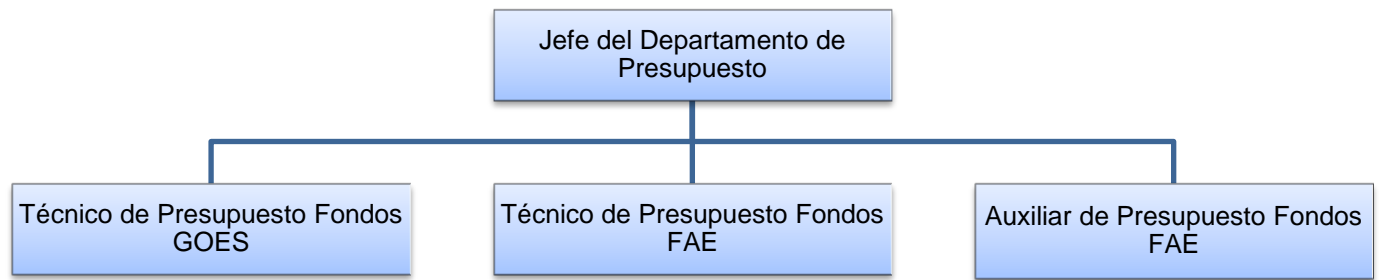 Jefe del Departamento de
Presupuesto
Técnico de Presupuesto Fondos
GOES
Técnico de Presupuesto Fondos
FAE
Auxiliar de Presupuesto Fondos
FAE